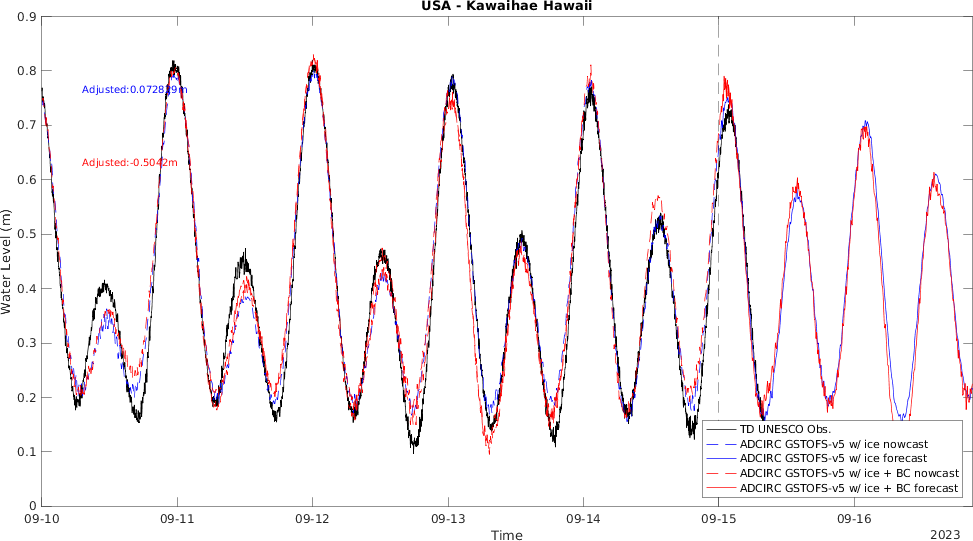 USA - Kawaihae Hawaii
0.9
0.8
0.7
0.6
0.5
0.4
0.3
0.2
0.1
0
Water Level (m)
Adjusted:0.072829m
Adjusted:-0.5042m
TD UNESCO Obs.
ADCIRC GSTOFS-v5 w/ ice nowcast
ADCIRC GSTOFS-v5 w/ ice forecast
ADCIRC GSTOFS-v5 w/ ice + BC nowcast
ADCIRC GSTOFS-v5 w/ ice + BC forecast
09-10 09-11 09-12 09-13 09-14 09-15 09-16
Time
2023